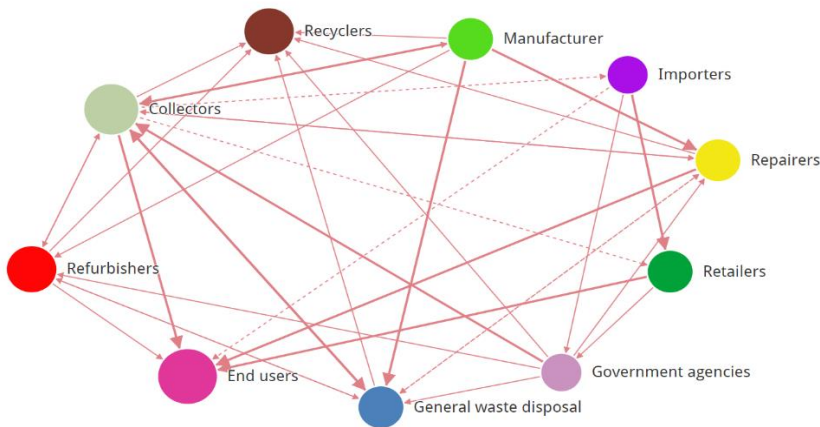 Recyclers
Manufacturer
Importers
Collectors
Repairers
Refurbishers
Retailers
End users
Government agencies
General waste disposal